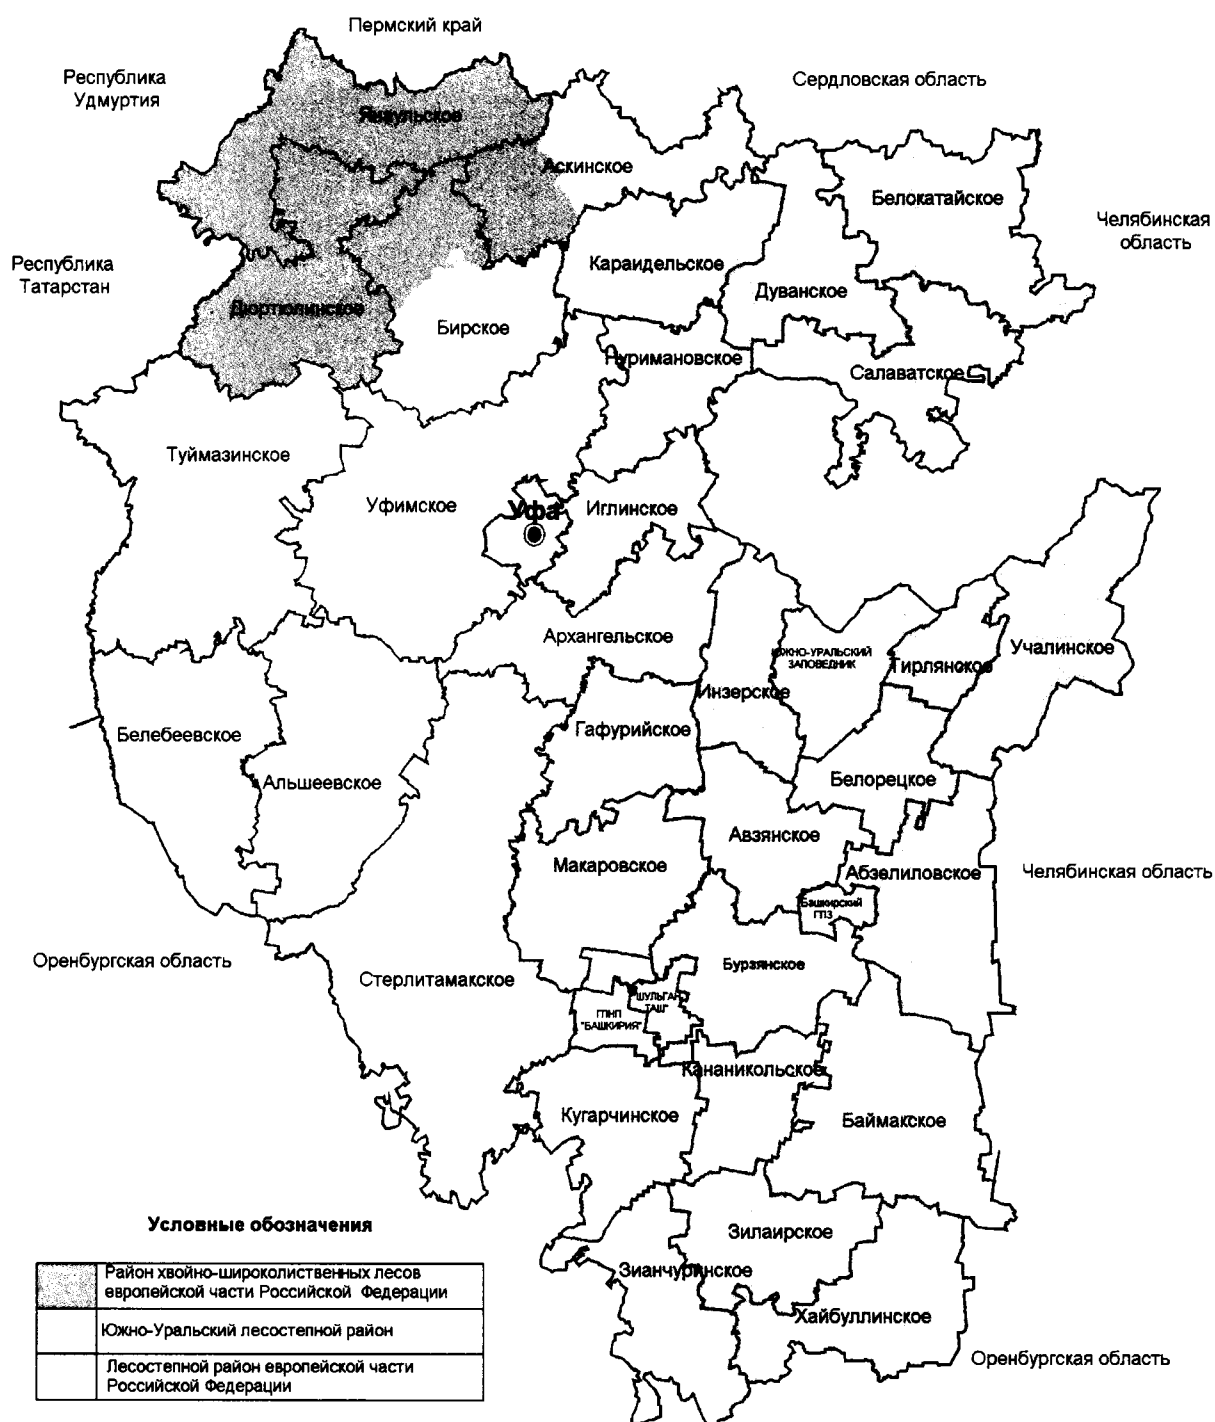 Пермский край
Республика
Удмуртия
Сердловская область
Янаульское
Аскинское
Белокатайское
Челябинская
область
Республика
Татарстан
Караидельское
Дуванское
Дюртюлинское
Бирское
Нуримановское
Салаватское
Туймазинское
Уфимское
Уфа
Иглинское
Архангельское
ЮЖНО-УРАЛЬСКИЙ
ЗАПОВЕДНИК
Тирлянское
Учалинское
Инзерское
Белебеевское
Гафурийское
Альшеевское
Белорецкое
Авзянское
Макаровское
Абзелиловское
Челябинская область
Башкирский
ГПЗ
Оренбургская область
Стерлитамакское
Бурзянское
ШУЛЬГАН
ТАШ"
ГПНП
"БАШКИРИЯ"
Кананикольское
Кугарчинское
Баймакское
Зилаирское
Зианчуринское
Хайбуллинское
Оренбургская область
Условные обозначения
Район хвойно-широколиственных лесов
европейской части Российской Федерации
Южно-Уральский лесостепной район
Лесостепной район европейской части
Российской Федерации